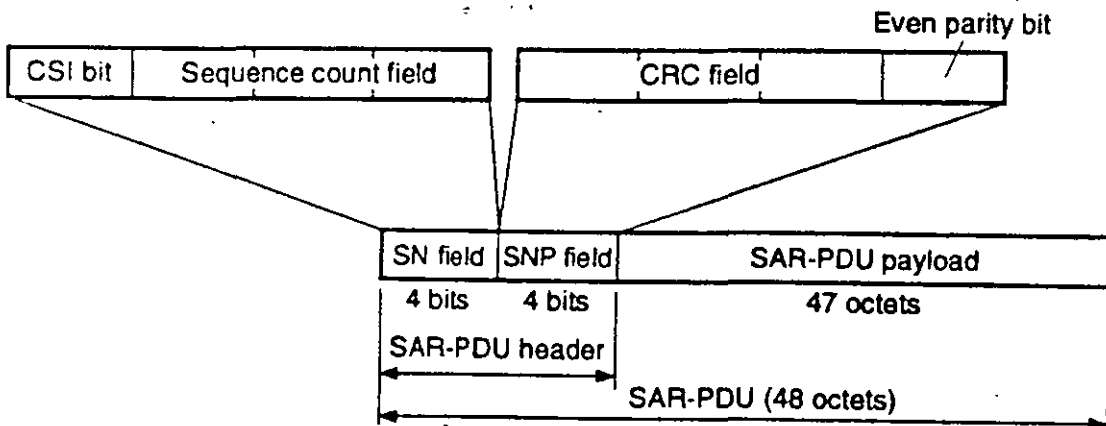 Even parity bit
CSI bit Sequence count field CRC field
SN field SNP field SAR-PDU payload
4 bits 4 bits 47 octets
SAR-PDU header
SAR-PDU (48 octets)